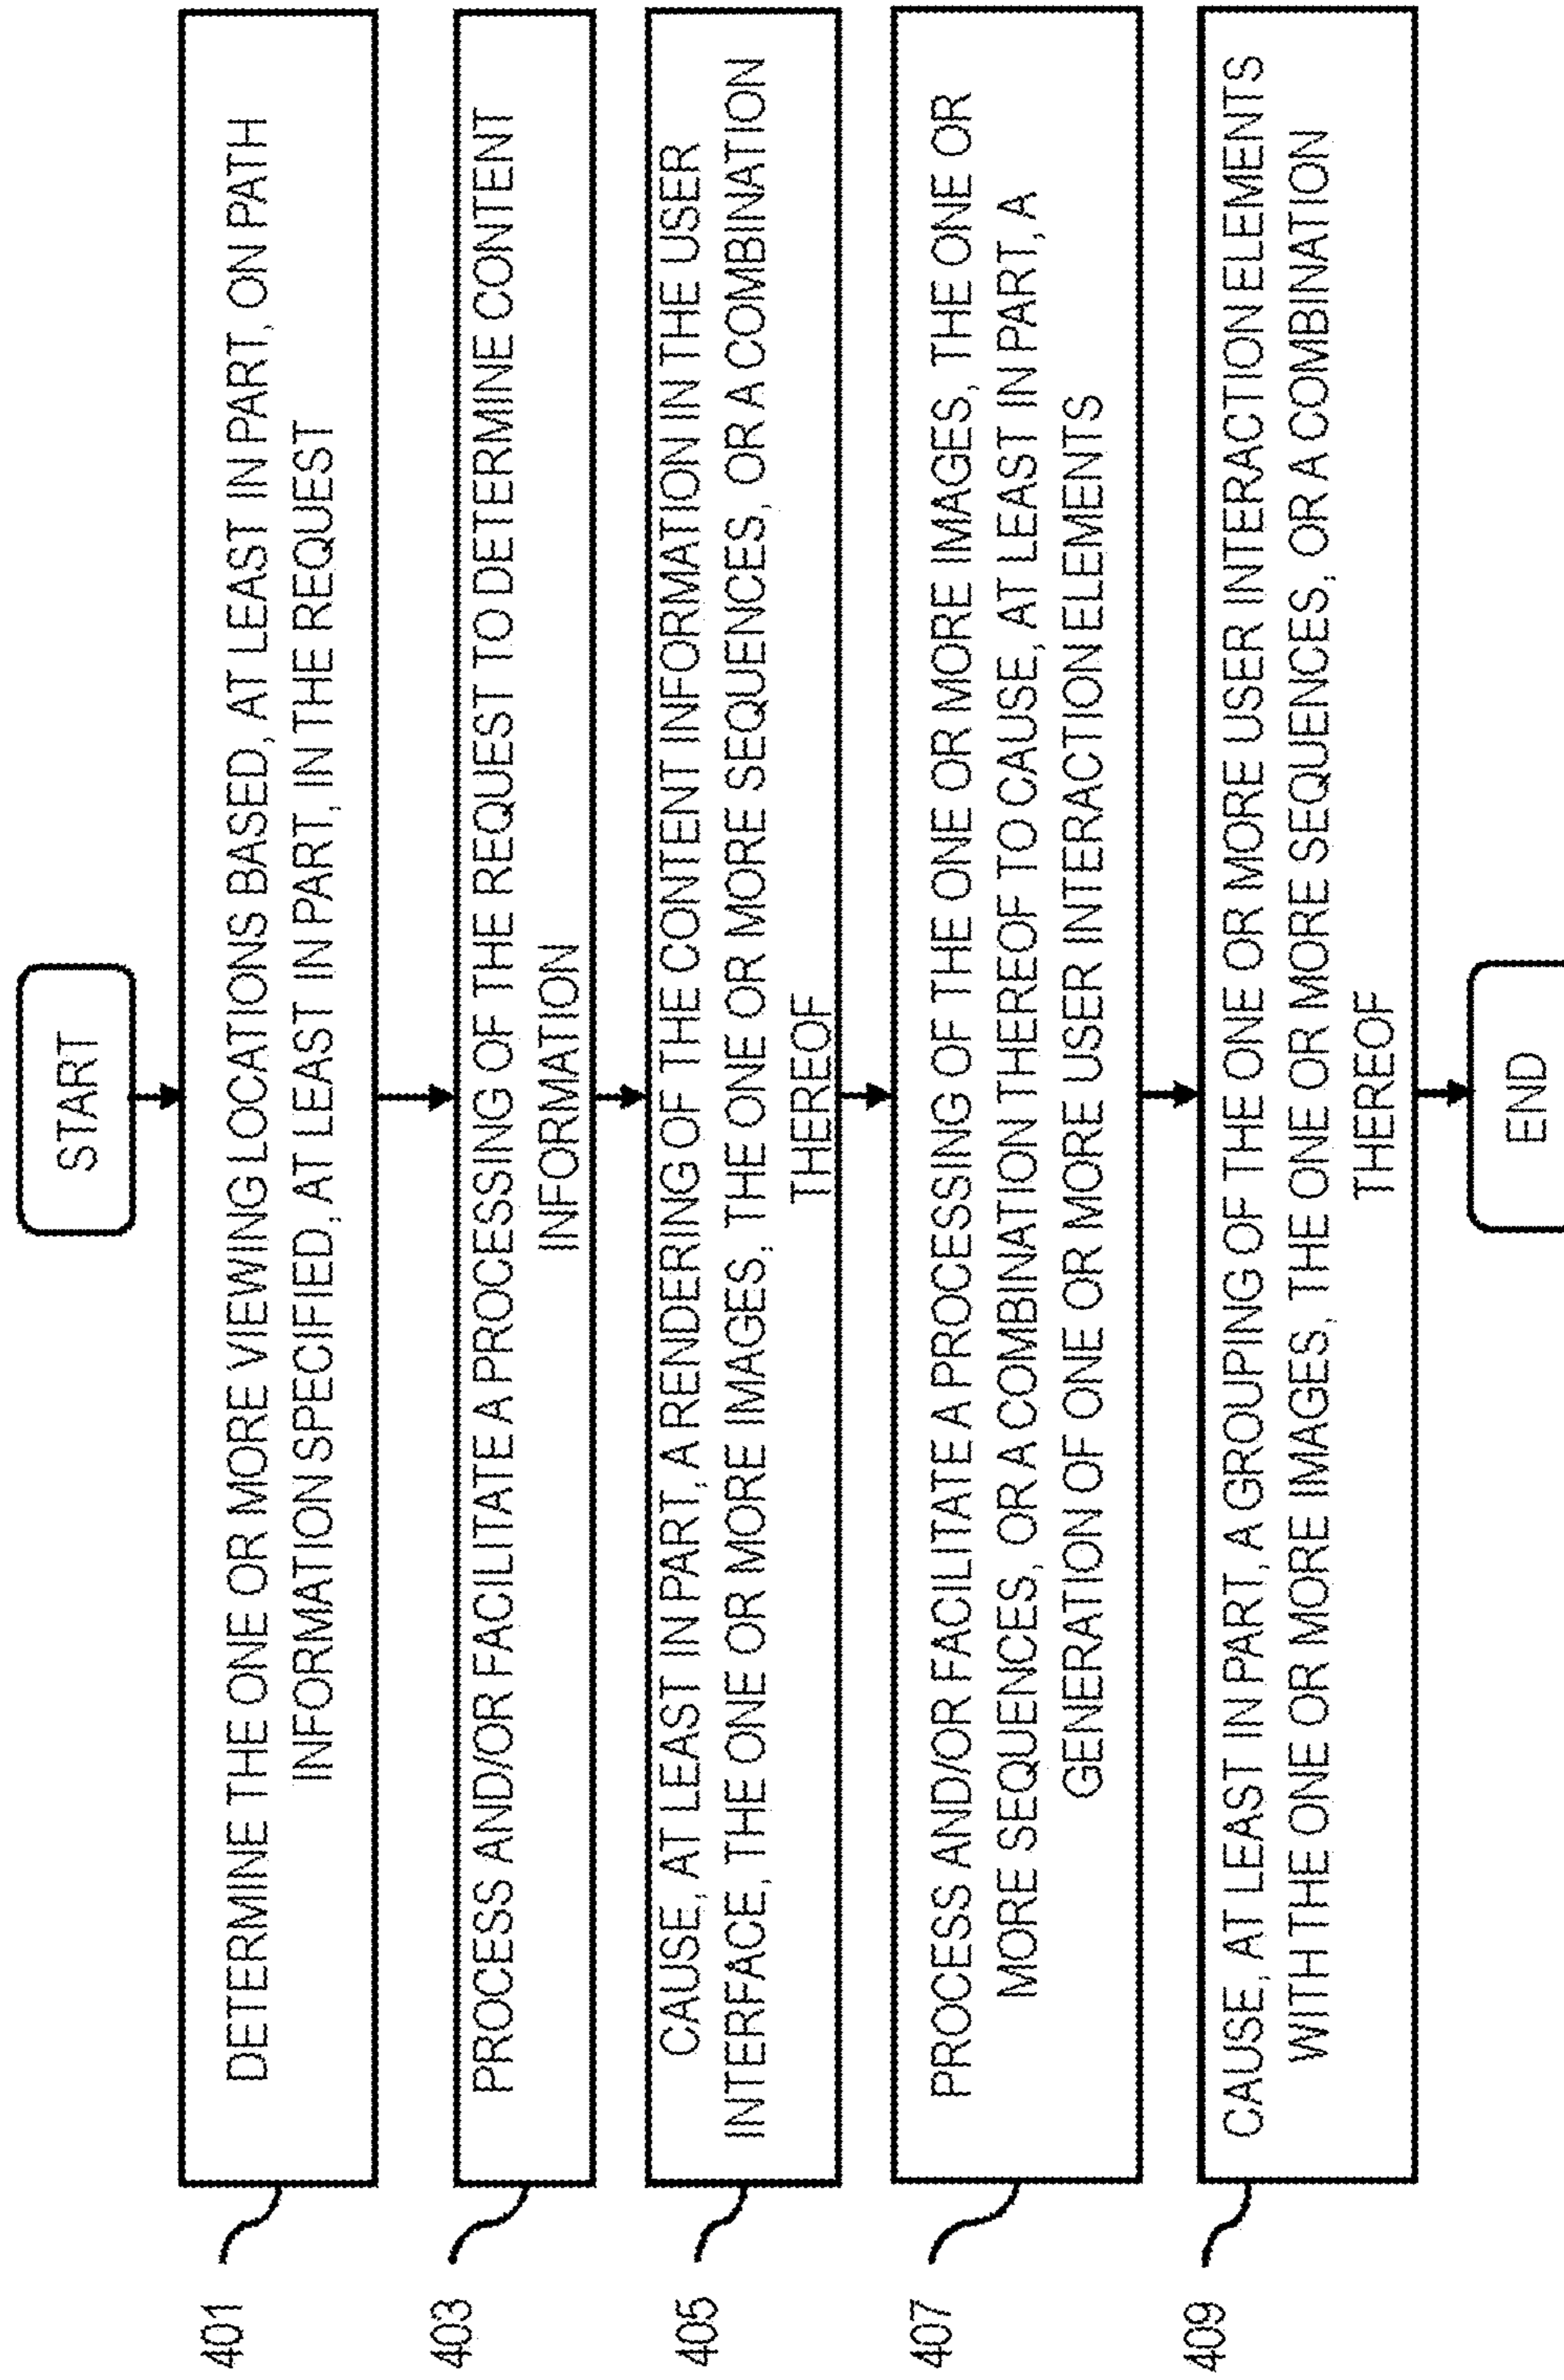 START
401
DETERMINE THE ONE OR MORE VIEWING LOCATIONS BASED, AT LEAST IN PART, ON PATH
INFORMATION SPECIFIED, AT LEAST IN PART, IN THE REQUEST
403
PROCESS AND/OR FACILITATE A PROCESSING OF THE REQUEST TO DETERMINE CONTENT
INFORMATION
405
CAUSE, AT LEAST IN PART, A RENDERING OF THE CONTENT INFORMATION IN THE USER
INTERFACE, THE ONE OR MORE IMAGES, THE ONE OR MORE SEQUENCES, OR A COMBINATION
THEREOF
407
PROCESS AND/OR FACILITATE A PROCESSING OF THE ONE OR MORE IMAGES, THE ONE OR
MORE SEQUENCES, OR A COMBINATION THEREOF TO CAUSE, AT LEAST IN PART, A
GENERATION OF ONE OR MORE USER INTERACTION ELEMENTS
409
CAUSE, AT LEAST IN PART, A GROUPING OF THE ONE OR MORE USER INTERACTION ELEMENTS
WITH THE ONE OR MORE IMAGES, THE ONE OR MORE SEQUENCES, OR A COMBINATION
THEREOF
END